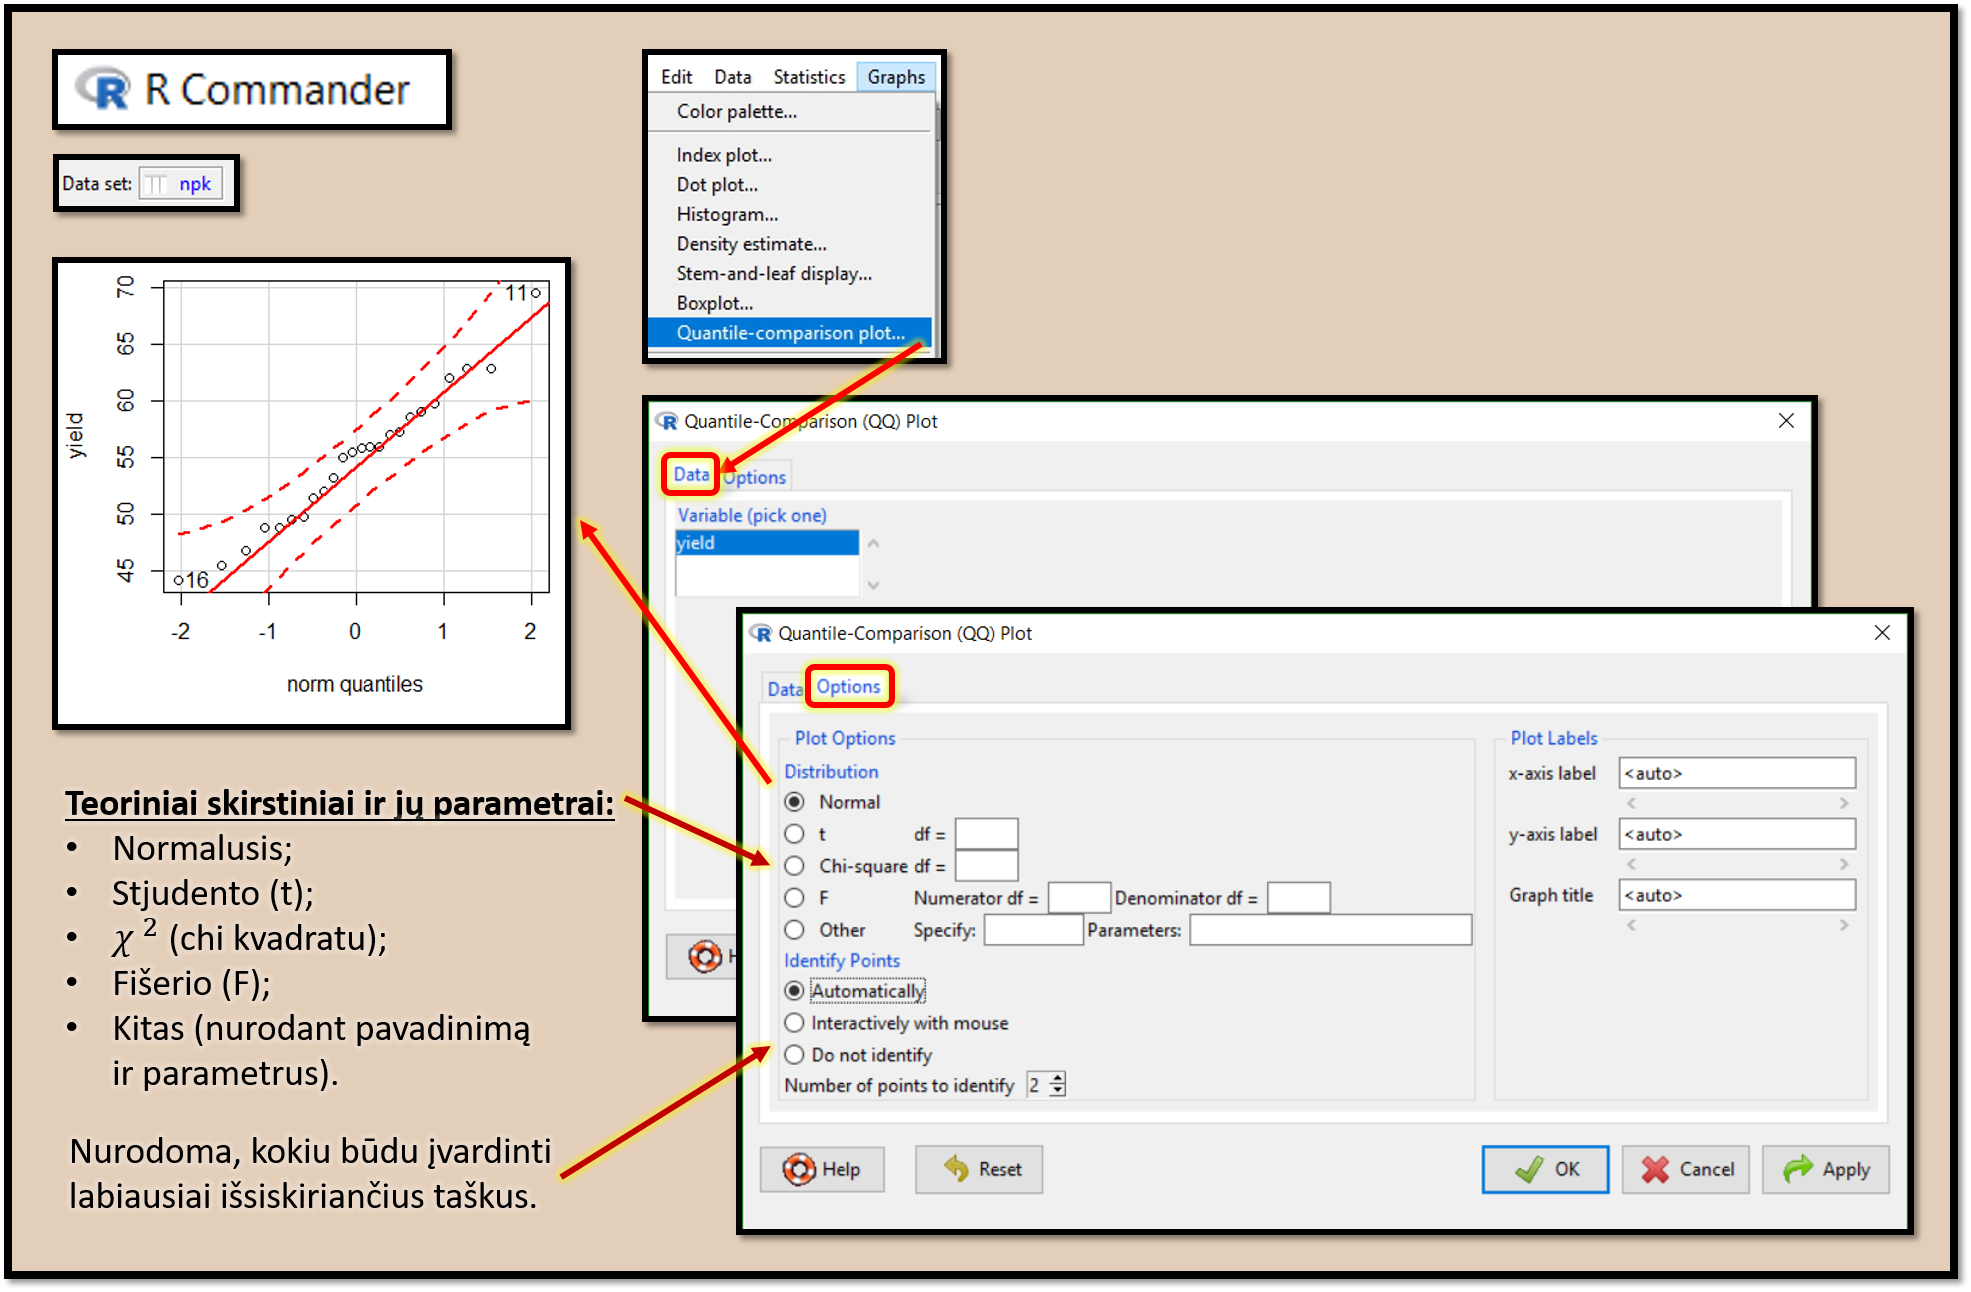 R Commander
Data set: npk
Edit Data Statistics Graphs
Color palette...
Index plot...
Dot plot...
Histogram...
Density estimate...
Stem-and-leaf display...
Boxplot...
Quantile-comparison plot...
70
65
60
55
50
45
yield
11
16
-2 -1 0 1 2
norm quantiles
Quantile-Comparison (QQ) Plot
Data Options
Variable (pick one)
yield
Quantile-Comparison (QQ) Plot
Data Options
Plot Options
Distribution
Normal
t df =
Chi-square df =
F Numerator df = Denominator df =
Other Specify: Parameters:
Identify Points
Automatically
Interactively with mouse
Do not identify
Number of points to identify 2
Plot Labels
x-axis label <auto>
y-axis label <auto>
Graph title <auto>
Help Reset OK Cancel Apply
Teoriniai skirstiniai ir jų parametrai:
• Normalusis;
• Stjudento (t);
• χ² (chi kvadratu);
• Fišerio (F);
• Kitas (nurodant pavadinimą
ir parametrus).
Nurodoma, kokiu būdu įvardinti
labiausiai išsiskiriančius taškus.